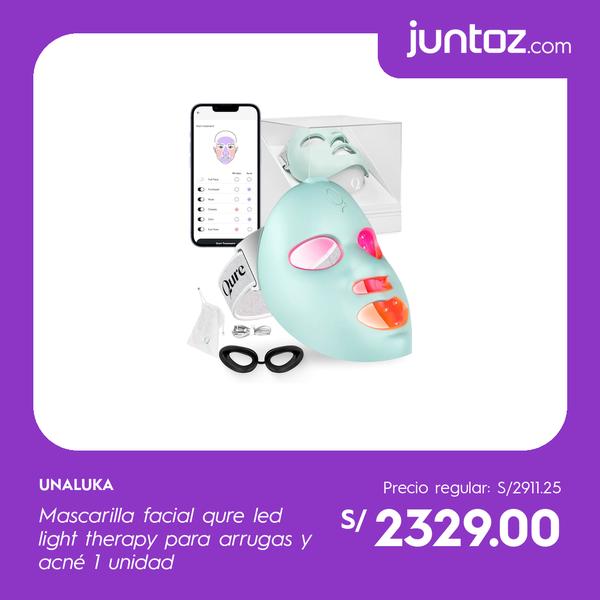 juntoz.com
Qure
UNALUKA
Mascarilla facial qure led
light therapy para arrugas y
acné 1 unidad
Precio regular: S/2911.25
S/ 2329.00